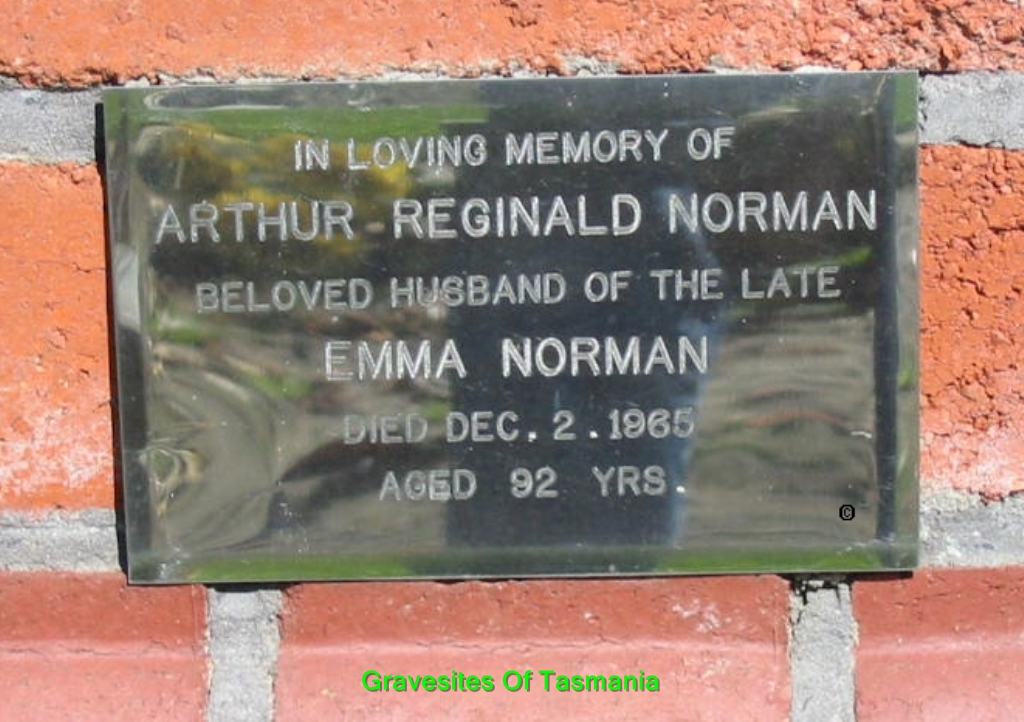 IN LOVING MEMORY OF
ARTHUR REGINALD NORMAN
BELOVED HUSBAND OF THE LATE
EMMA NORMAN
DIED DEC. 2. 1965
AGED 92 YRS.
©
Gravesites Of Tasmania